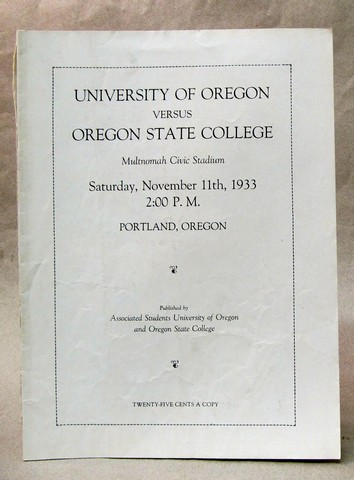 UNIVERSITY OF OREGON
VERSUS
OREGON STATE COLLEGE
Multnomah Civic Stadium
Saturday, November 11th, 1933
2:00 P. M.
PORTLAND, OREGON
Published by
Associated Students University of Oregon
and Oregon State College
TWENTY-FIVE CENTS A COPY